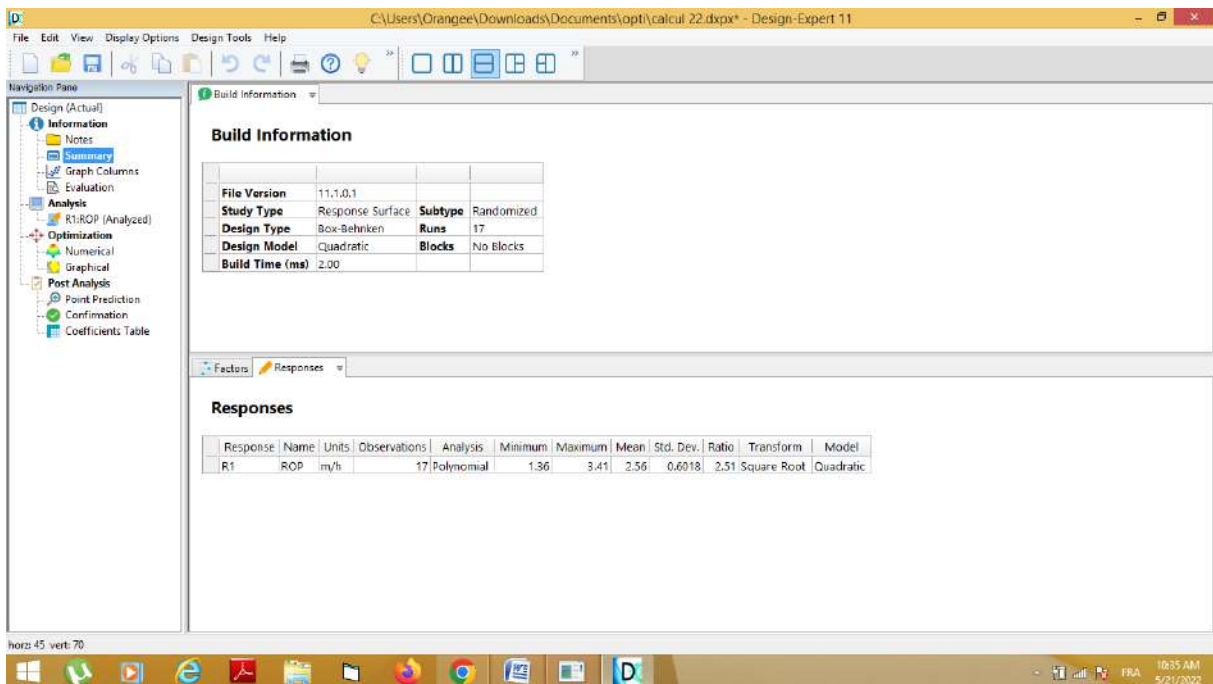 C:\Users\Orangee\Downloads\Documents\opti\calcul 22.dxpx* - Design-Expert 11
File Edit View Display Options Design Tools Help
Navigation Pane
Design (Actual)
Information
Notes
Summary
Graph Columns
Evaluation
Analysis
R1:ROP (Analyzed)
Optimization
Numerical
Graphical
Post Analysis
Point Prediction
Confirmation
Coefficients Table
Build Information
Build Information
File Version 11.1.0.1
Study Type Response Surface Subtype Randomized
Design Type Box-Behnken Runs 17
Design Model Quadratic Blocks No Blocks
Build Time (ms) 2.00
Factors Responses
Responses
Response Name Units Observations Analysis Minimum Maximum Mean Std. Dev. Ratio Transform Model
R1 ROP m/h 17 Polynomial 1.36 3.41 2.56 0.6018 2.51 Square Root Quadratic
horz: 45 vert: 70
FRA
10:35 AM
5/21/2022